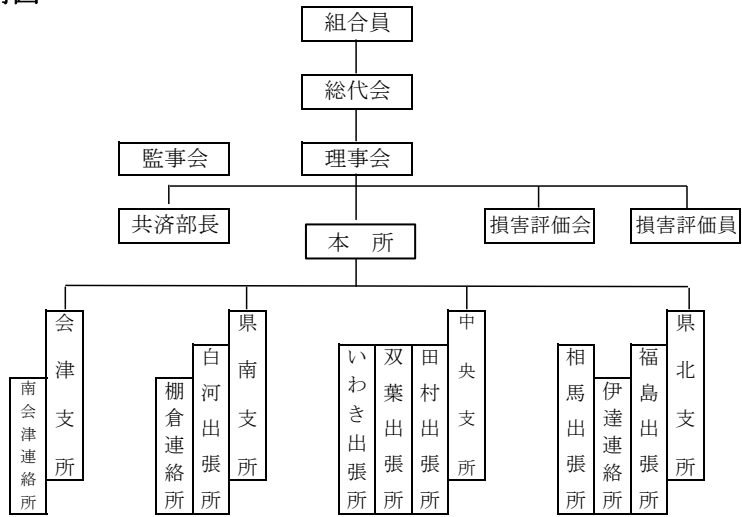 組合員
総代会
監事会
理事会
共済部長
本　所
損害評価会
損害評価員
会津支所
南会津連絡所
県南支所
白河出張所
棚倉連絡所
中央支所
田村出張所
双葉出張所
いわき出張所
県北支所
福島出張所
伊達連絡所
相馬出張所